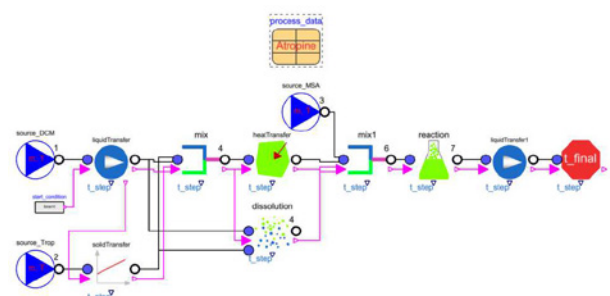 process_data
Atropine
source_MSA
3
source_DCM
1
liquidTransfer
mix
4
heatTransfer
mix1
6
reaction
7
liquidTransfer1
t_final
t_step
t_step
t_step
t_step
t_step
t_step
start_condition
dissolution
4
t_step
source_Trop
2
solidTransfer
t_step